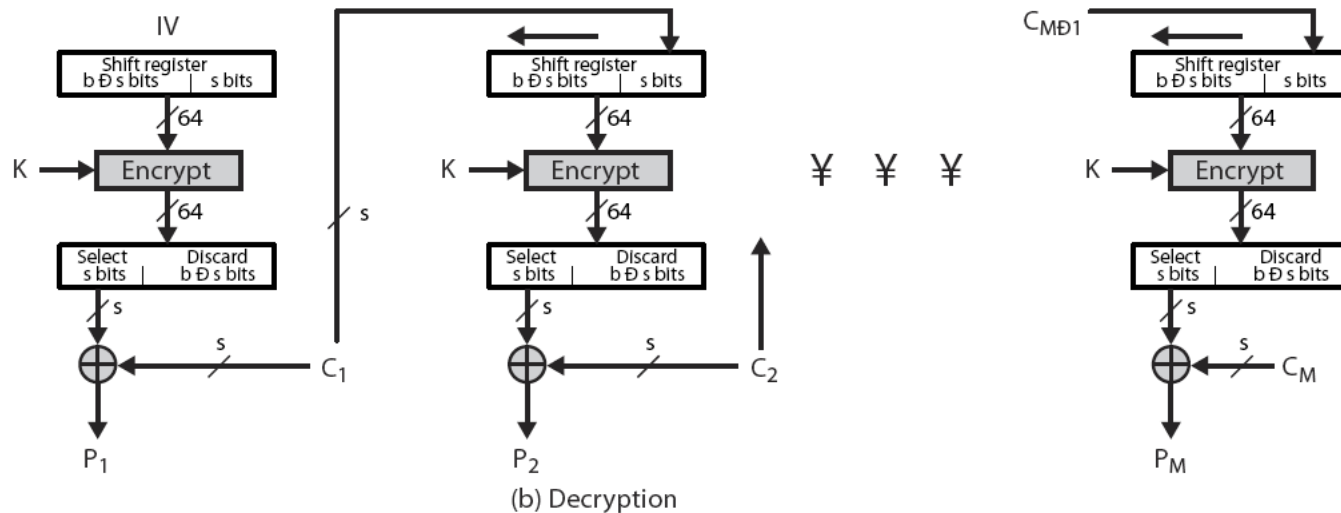 IV
Shift register
b Ð s bits | s bits
64
K
Encrypt
64
Select Discard
s bits | b Ð s bits
s
s
C1
P1
s
Shift register
b Ð s bits | s bits
64
K
Encrypt
64
Select Discard
s bits | b Ð s bits
s
s
C2
P2
¥ ¥ ¥
CMÐ1
Shift register
b Ð s bits | s bits
64
K
Encrypt
64
Select Discard
s bits | b Ð s bits
s
s
CM
PM
(b) Decryption